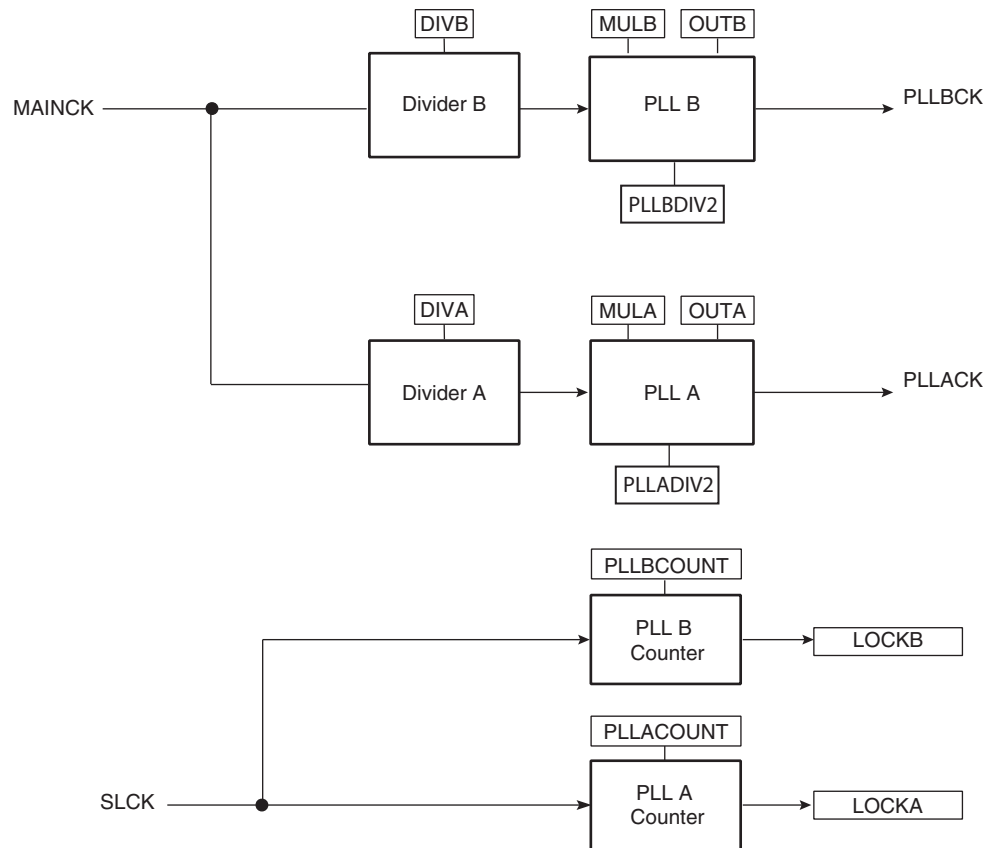 DIVB
MULB
OUTB
MAINCK
Divider B
PLL B
PLLBCK
PLLBDIV2
DIVA
MULA
OUTA
Divider A
PLL A
PLLACK
PLLADIV2
PLLBCOUNT
PLL B
Counter
LOCKB
PLLACOUNT
SLCK
PLL A
Counter
LOCKA